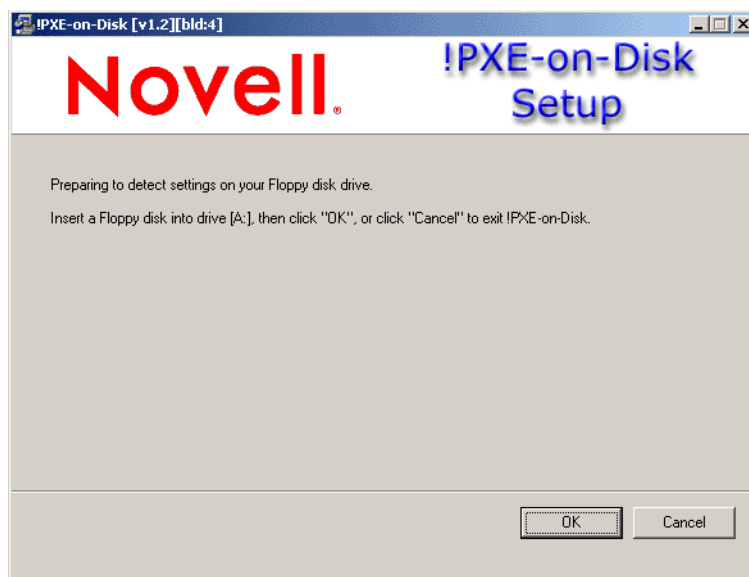 !PXE-on-Disk [v1.2][bld:4]
Novell®
!PXE-on-Disk
Setup
Preparing to detect settings on your Floppy disk drive.
Insert a Floppy disk into drive [A:], then click "OK", or click "Cancel" to exit !PXE-on-Disk.
OK
Cancel